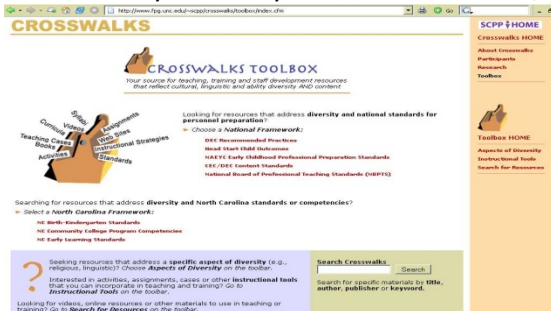 http://www.fpg.unc.edu/~scpp/crosswalks/toolbox/index.cfm
Go
CROSSWALKS
CROSSWALKS TOOLBOX
Your source for teaching, training and staff development resources
that reflect cultural, linguistic and ability diversity AND content
Syllabi
Curricula
Assignments
Teaching Cases
Web Sites
Books
Instructional Strategies
Activities
Standards
Looking for resources that address diversity and national standards for
personnel preparation?
Choose a National Framework:
DEC Recommended Practices
Head Start Child Outcomes
NAEYC Early Childhood Professional Preparation Standards
CEC/DEC Content Standards
National Board of Professional Teaching Standards (NBPTS)
Searching for resources that address diversity and North Carolina standards or competencies?
Select a North Carolina Framework:
NC Birth-Kindergarten Standards
NC Community College Program Competencies
NC Early Learning Standards
?
Seeking resources that address a specific aspect of diversity (e.g.,
religious, linguistic)? Choose Aspects of Diversity on the toolbar.
Interested in activities, assignments, cases or other instructional tools
that you can incorporate in teaching and training? Go to
Instructional Tools on the toolbar.
Looking for videos, online resources or other materials to use in teaching or
training? Go to Search for Resources on the toolbar.
Search Crosswalks
Search
Search for specific materials by title,
author, publisher or keyword.
SCPP HOME
Crosswalks HOME
About Crosswalks
Participants
Research
Toolbox
Toolbox HOME
Aspects of Diversity
Instructional Tools
Search for Resources